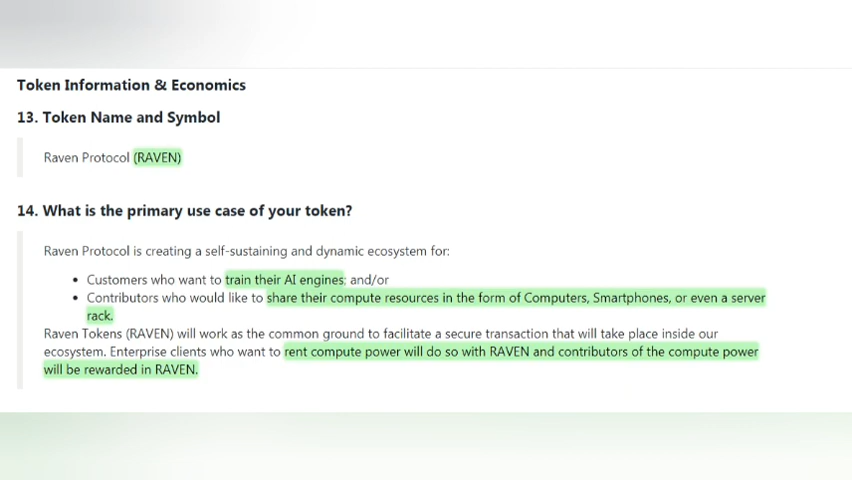 Token Information & Economics
13. Token Name and Symbol
Raven Protocol (RAVEN)
14. What is the primary use case of your token?
Raven Protocol is creating a self-sustaining and dynamic ecosystem for:
• Customers who want to train their AI engines; and/or
• Contributors who would like to share their compute resources in the form of Computers, Smartphones, or even a server
rack.
Raven Tokens (RAVEN) will work as the common ground to facilitate a secure transaction that will take place inside our
ecosystem. Enterprise clients who want to rent compute power will do so with RAVEN and contributors of the compute power
will be rewarded in RAVEN.